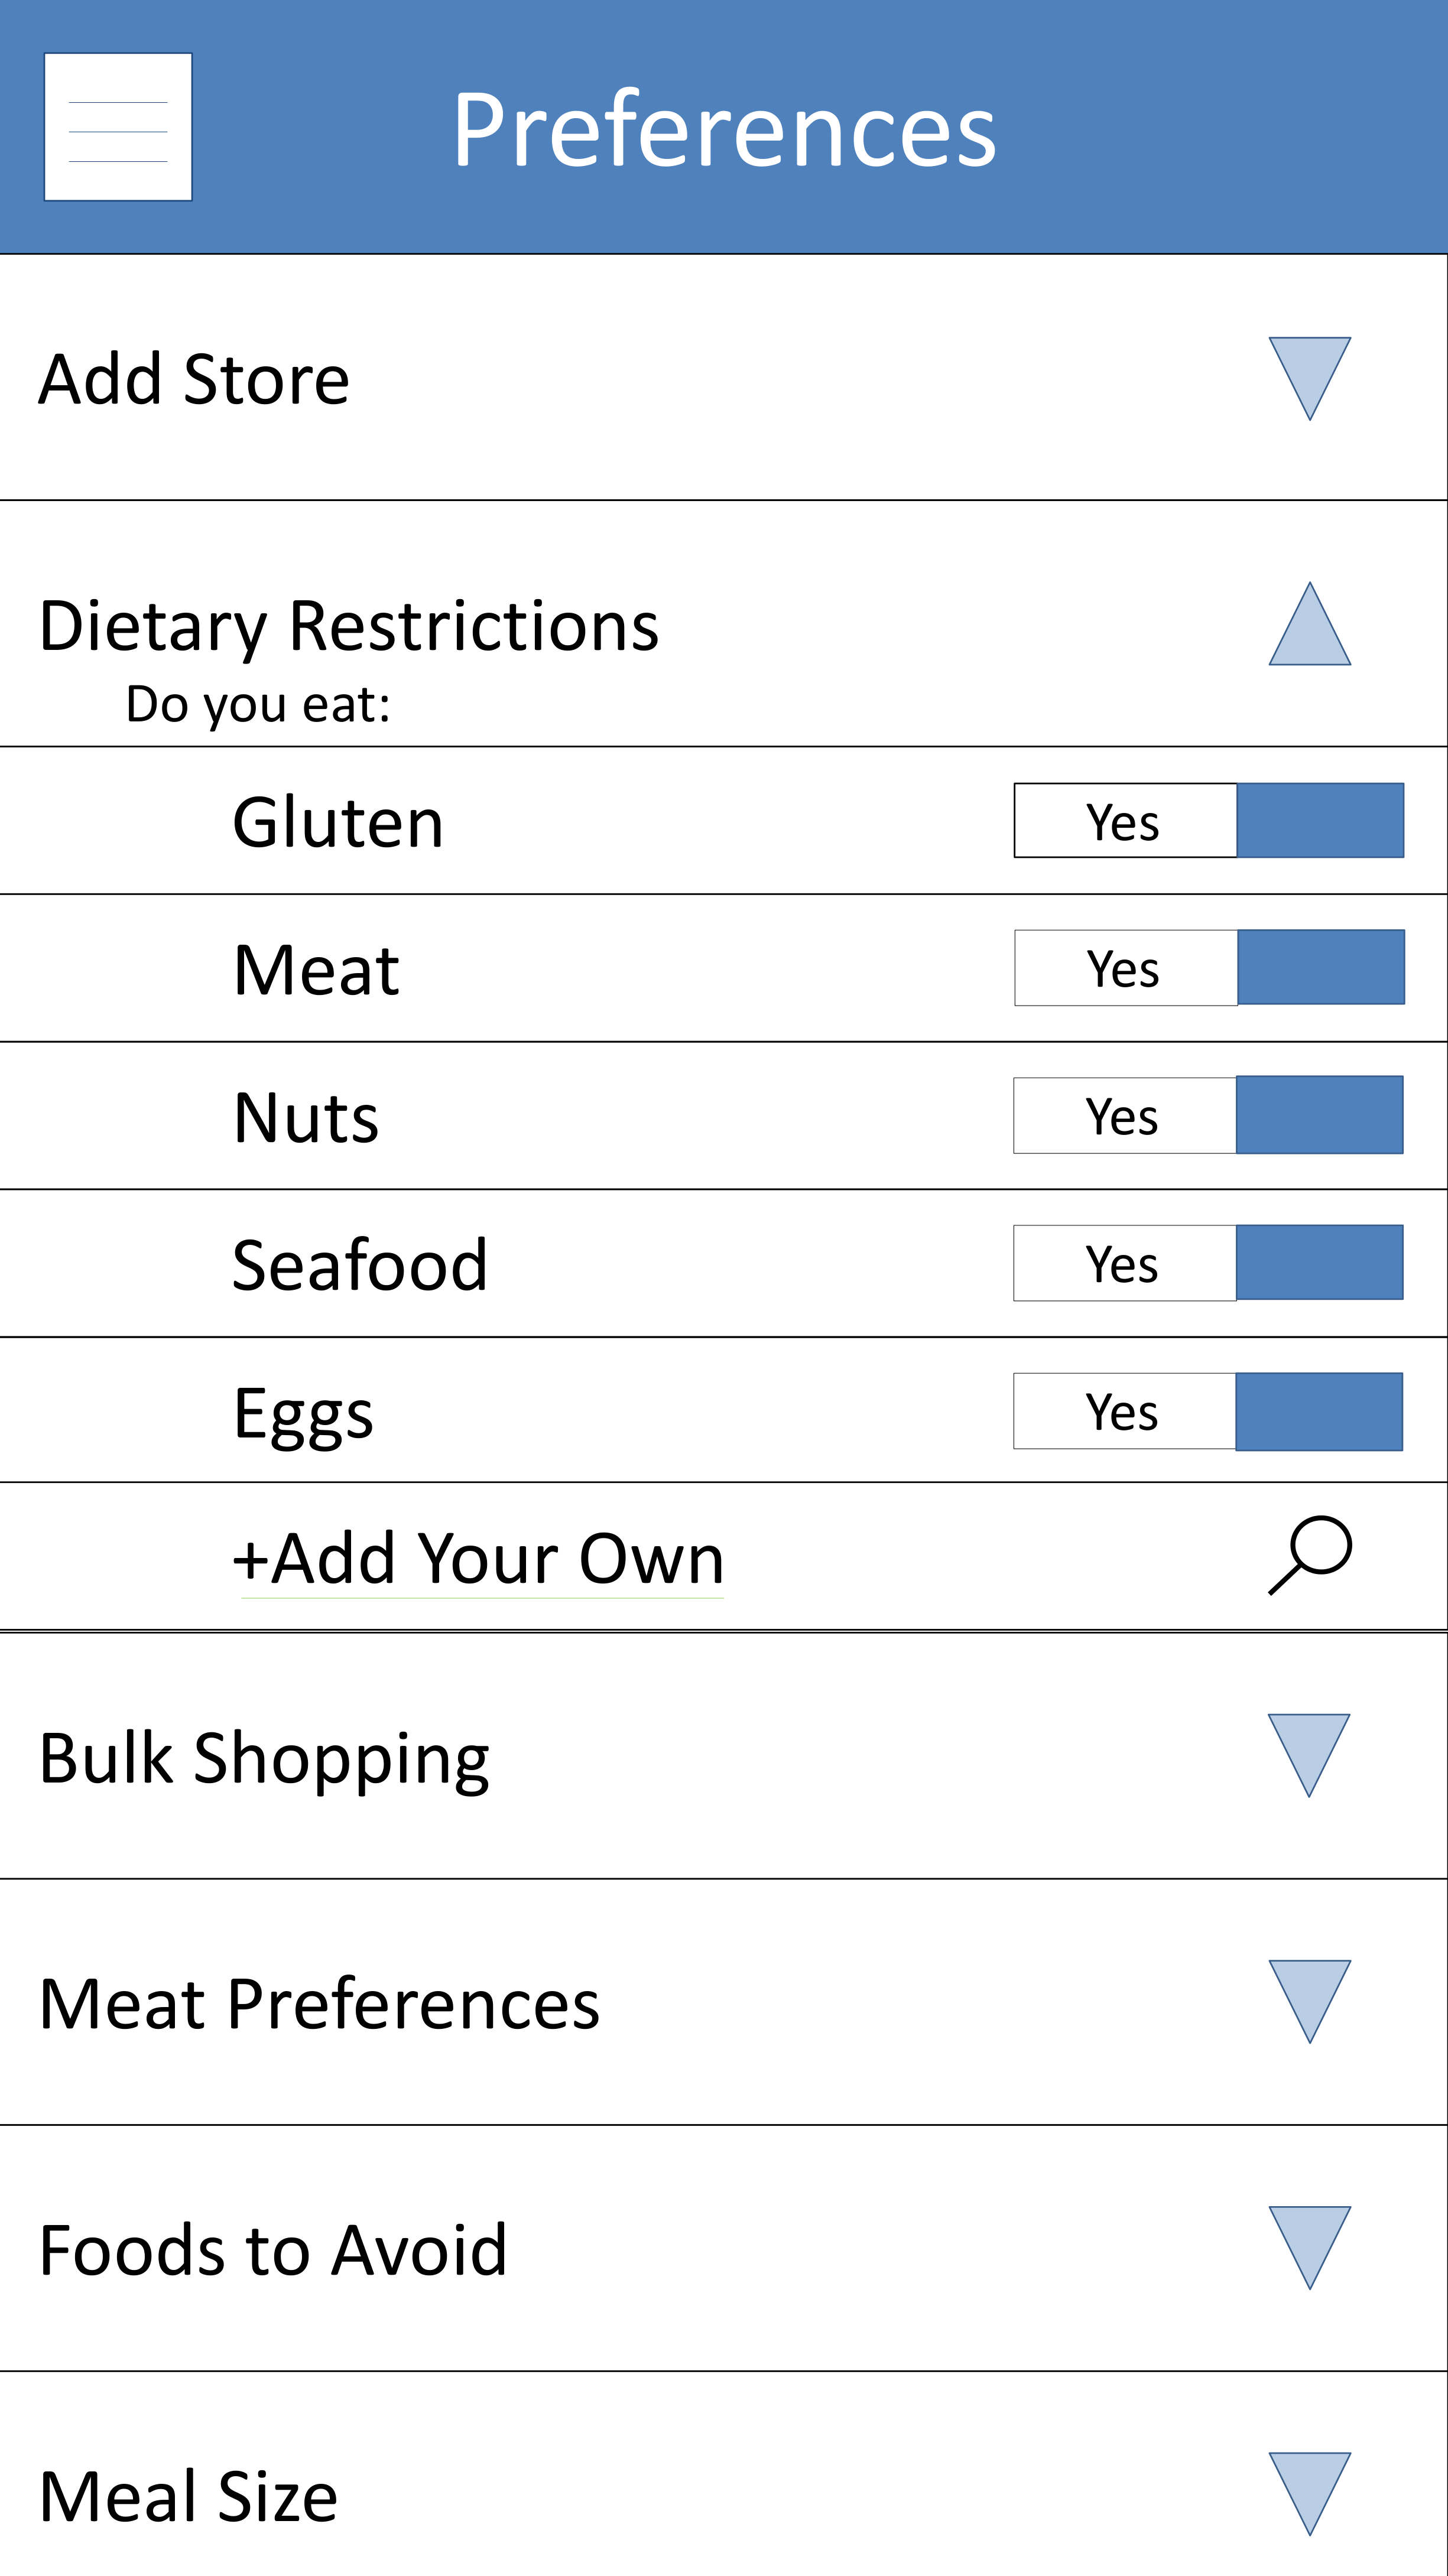 Preferences
Add Store
Dietary Restrictions
Do you eat:
Gluten Yes
Meat Yes
Nuts Yes
Seafood Yes
Eggs Yes
+Add Your Own
Bulk Shopping
Meat Preferences
Foods to Avoid
Meal Size